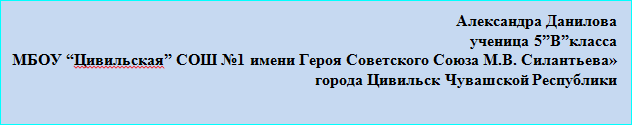 Александра Данилова
ученица 5”В”класса
МБОУ “Цивильская” СОШ №1 имени Героя Советского Союза М.В. Силантьева»
города Цивильск Чувашской Республики